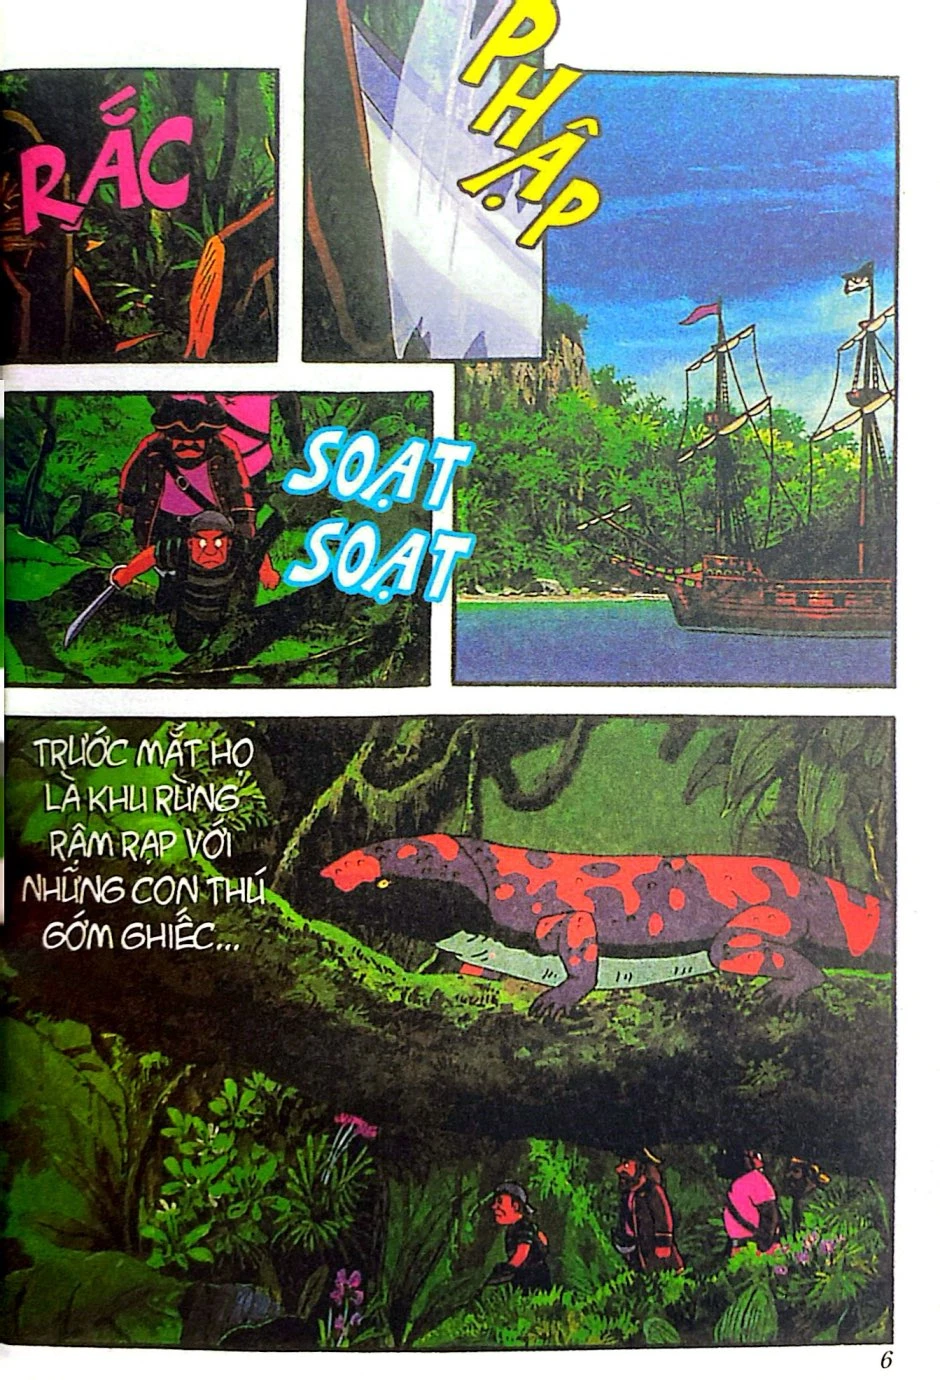 RẮC
PHẬP
SOẠT
SOẠT
TRƯỚC MẮT HỌ
LÀ KHU RỪNG
RẬM RẠP VỚI
NHỮNG CON THÚ
GỚM GHIẾC...
6